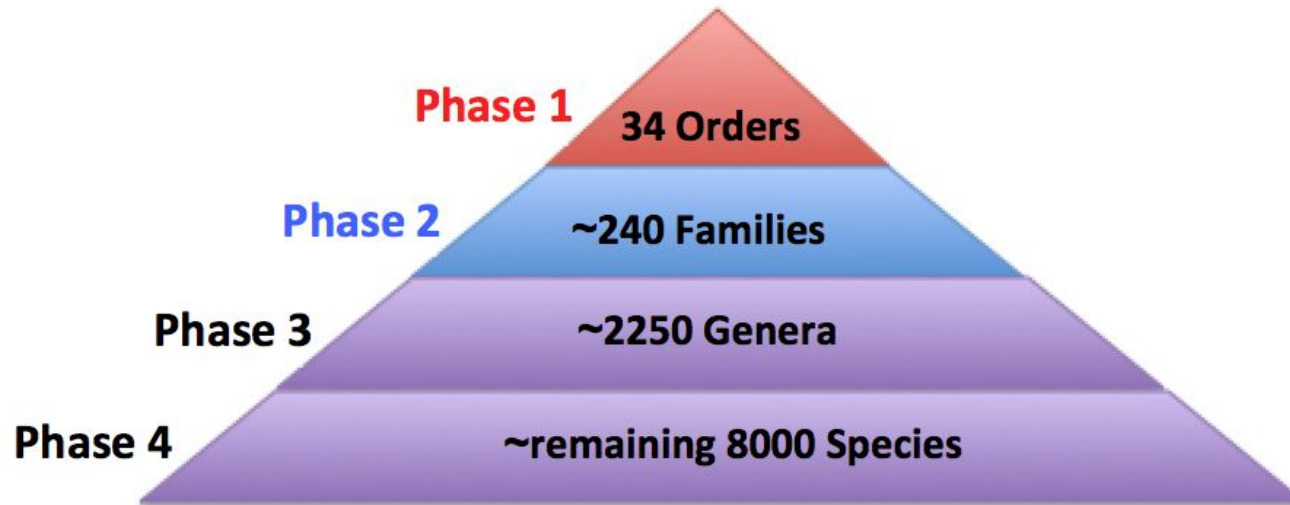 Phase 1
34 Orders
Phase 2
~240 Families
Phase 3
~2250 Genera
Phase 4
~remaining 8000 Species